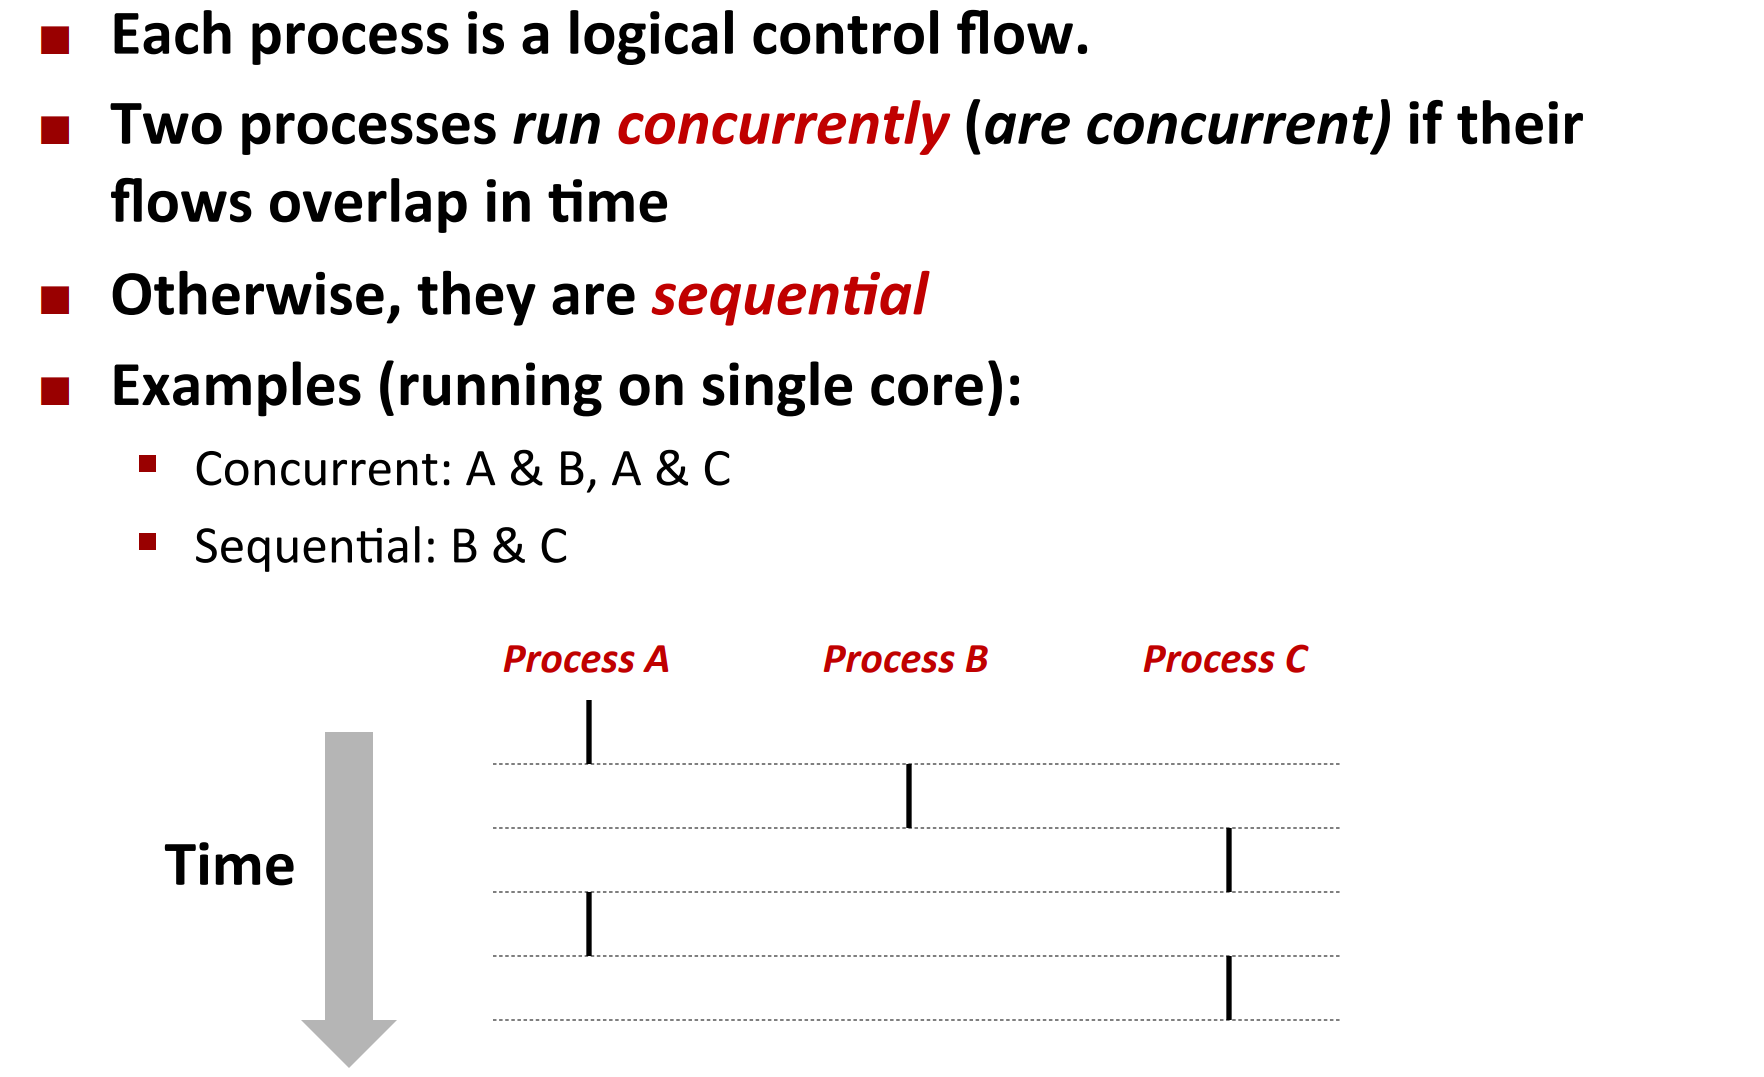 Each process is a logical control flow.
Two processes run concurrently (are concurrent) if their
flows overlap in time
Otherwise, they are sequential
Examples (running on single core):
Concurrent: A & B, A & C
Sequential: B & C
Process A Process B Process C
Time